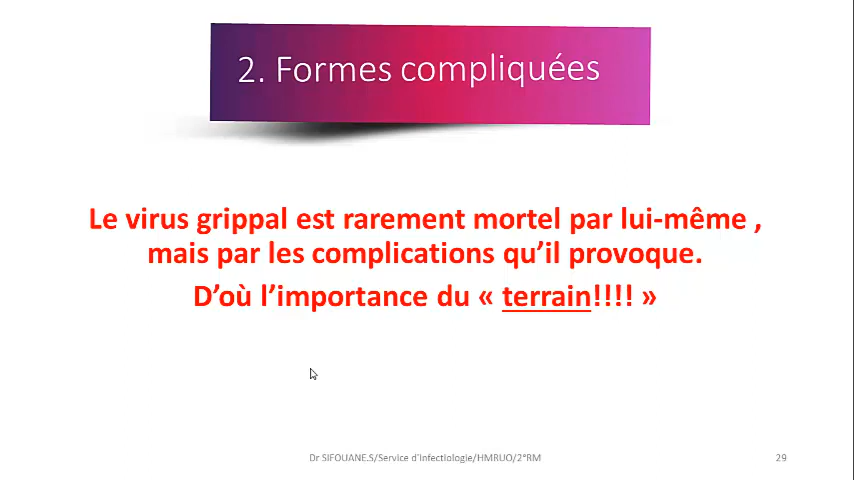 2. Formes compliquées
Le virus grippal est rarement mortel par lui-même ,
mais par les complications qu’il provoque.
D’où l’importance du « terrain!!!! »
Dr SIFOUANE.S/Service d'infectiologie/HMRUO/2°RM
29